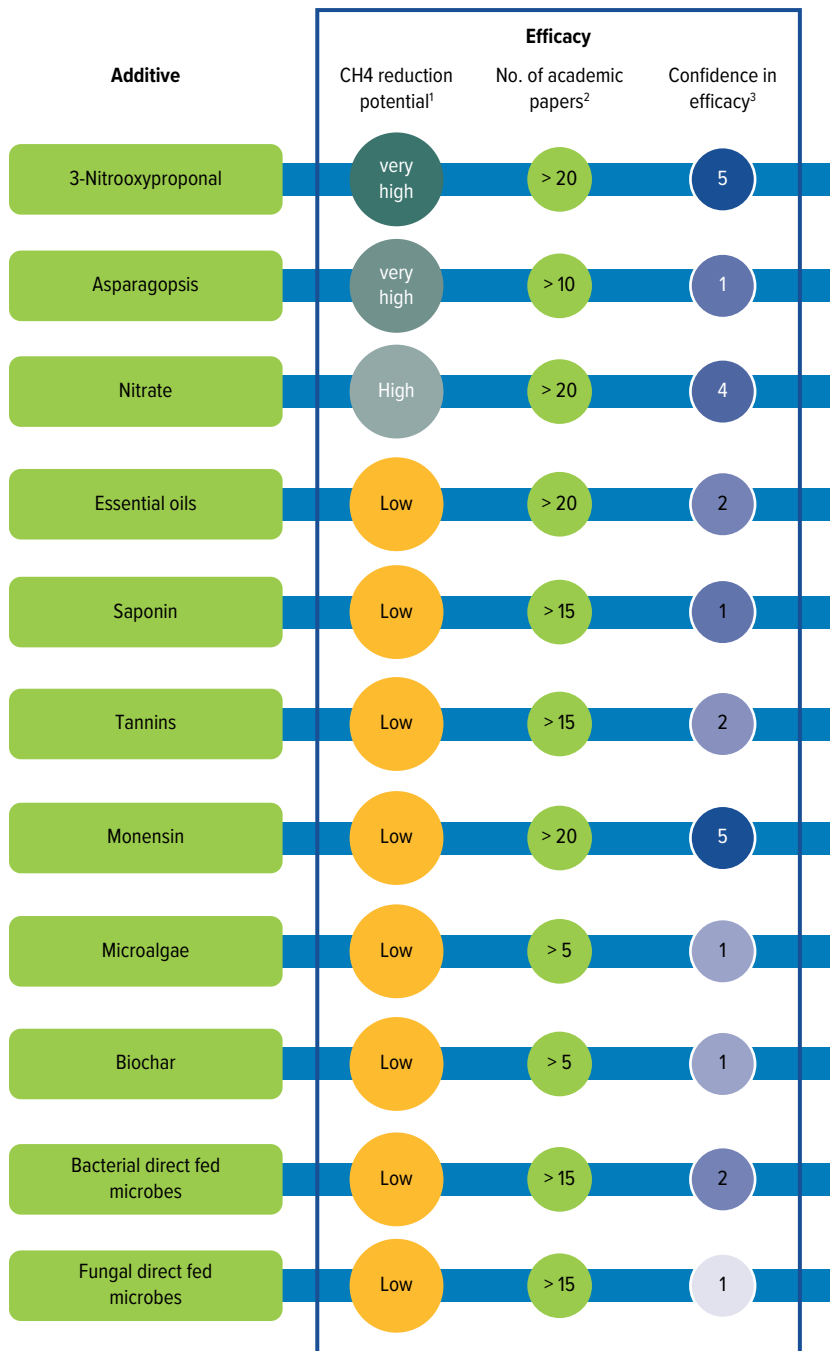 Efficacy
Additive
CH4 reduction
potential¹
No. of academic
papers²
Confidence in
efficacy³
3-Nitrooxyproponal
very
high
> 20
5
Asparagopsis
very
high
> 10
1
Nitrate
High
> 20
4
Essential oils
Low
> 20
2
Saponin
Low
> 15
1
Tannins
Low
> 15
2
Monensin
Low
> 20
5
Microalgae
Low
> 5
1
Biochar
Low
> 5
1
Bacterial direct fed
microbes
Low
> 15
2
Fungal direct fed
microbes
Low
> 15
1